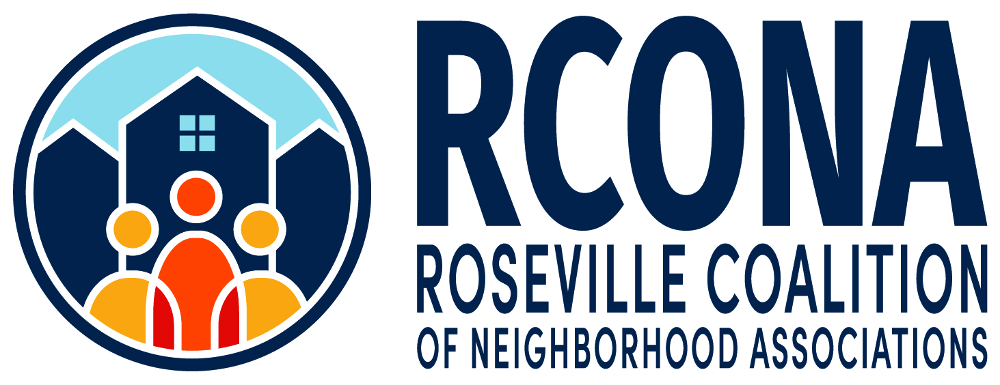 RCONA
ROSEVILLE COALITION
OF NEIGHBORHOOD ASSOCIATIONS